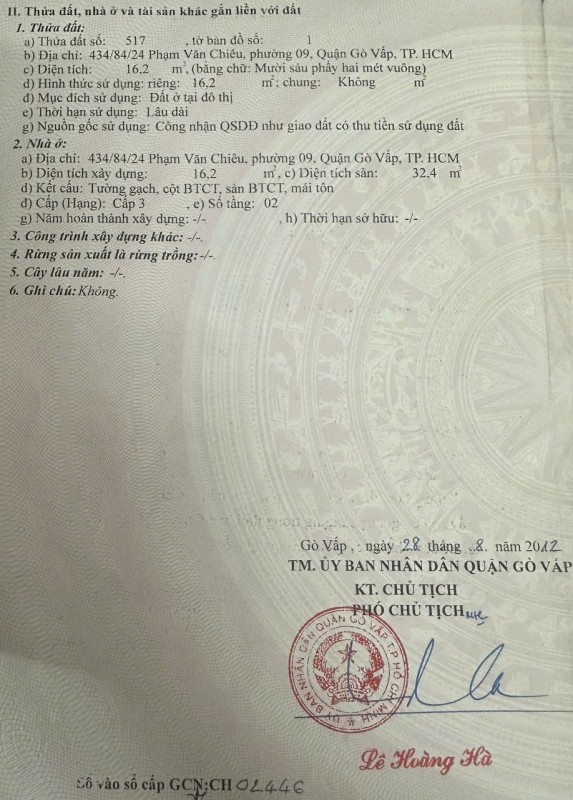 II. Thửa đất, nhà ở và tài sản khác gắn liền với đất
1. Thửa đất:
a) Thửa đất số: 517 , tờ bản đồ số: 1
b) Địa chỉ: 434/84/24 Phạm Văn Chiêu, phường 09, Quận Gò Vấp, TP. HCM
c) Diện tích: 16,2 m², (bằng chữ: Mười sáu phẩy hai mét vuông)
d) Hình thức sử dụng: riêng: 16,2 m²; chung: Không m²
đ) Mục đích sử dụng: Đất ở tại đô thị
e) Thời hạn sử dụng: Lâu dài
g) Nguồn gốc sử dụng: Công nhận QSDĐ như giao đất có thu tiền sử dụng đất
2. Nhà ở:
a) Địa chỉ: 434/84/24 Phạm Văn Chiêu, phường 09, Quận Gò Vấp, TP. HCM
b) Diện tích xây dựng: 16,2 m², c) Diện tích sàn: 32,4 m²
d) Kết cấu: Tường gạch, cột BTCT, sàn BTCT, mái tôn
đ) Cấp (Hạng): Cấp 3 , e) Số tầng: 02
g) Năm hoàn thành xây dựng: -/- , h) Thời hạn sở hữu: -/-
3. Công trình xây dựng khác: -/-.
4. Rừng sản xuất là rừng trồng: -/-.
5. Cây lâu năm: -/-.
6. Ghi chú: Không.
Gò Vấp, ngày 28 tháng 8 năm 2012
TM. ỦY BAN NHÂN DÂN QUẬN GÒ VẤP
KT. CHỦ TỊCH
PHÓ CHỦ TỊCH
ỦY BAN NHÂN DÂN QUẬN GÒ VẤP T.P HỒ CHÍ MINH
Lê Hoàng Hà
Số vào sổ cấp GCN: CH 02446